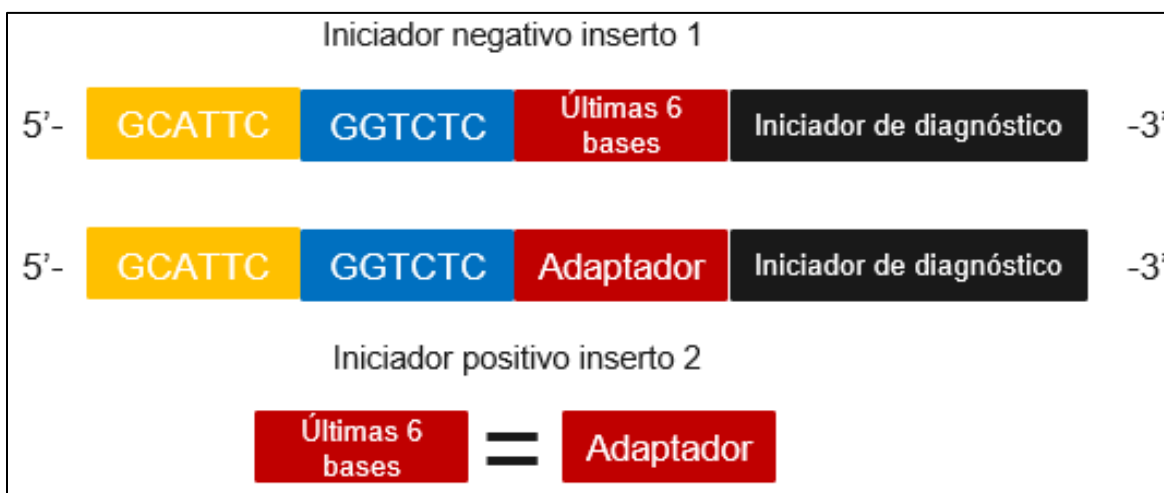 Iniciador negativo inserto 1
5’- GCATTC GGTCTC Últimas 6 bases Iniciador de diagnóstico -3’
5’- GCATTC GGTCTC Adaptador Iniciador de diagnóstico -3’
Iniciador positivo inserto 2
Últimas 6 bases = Adaptador